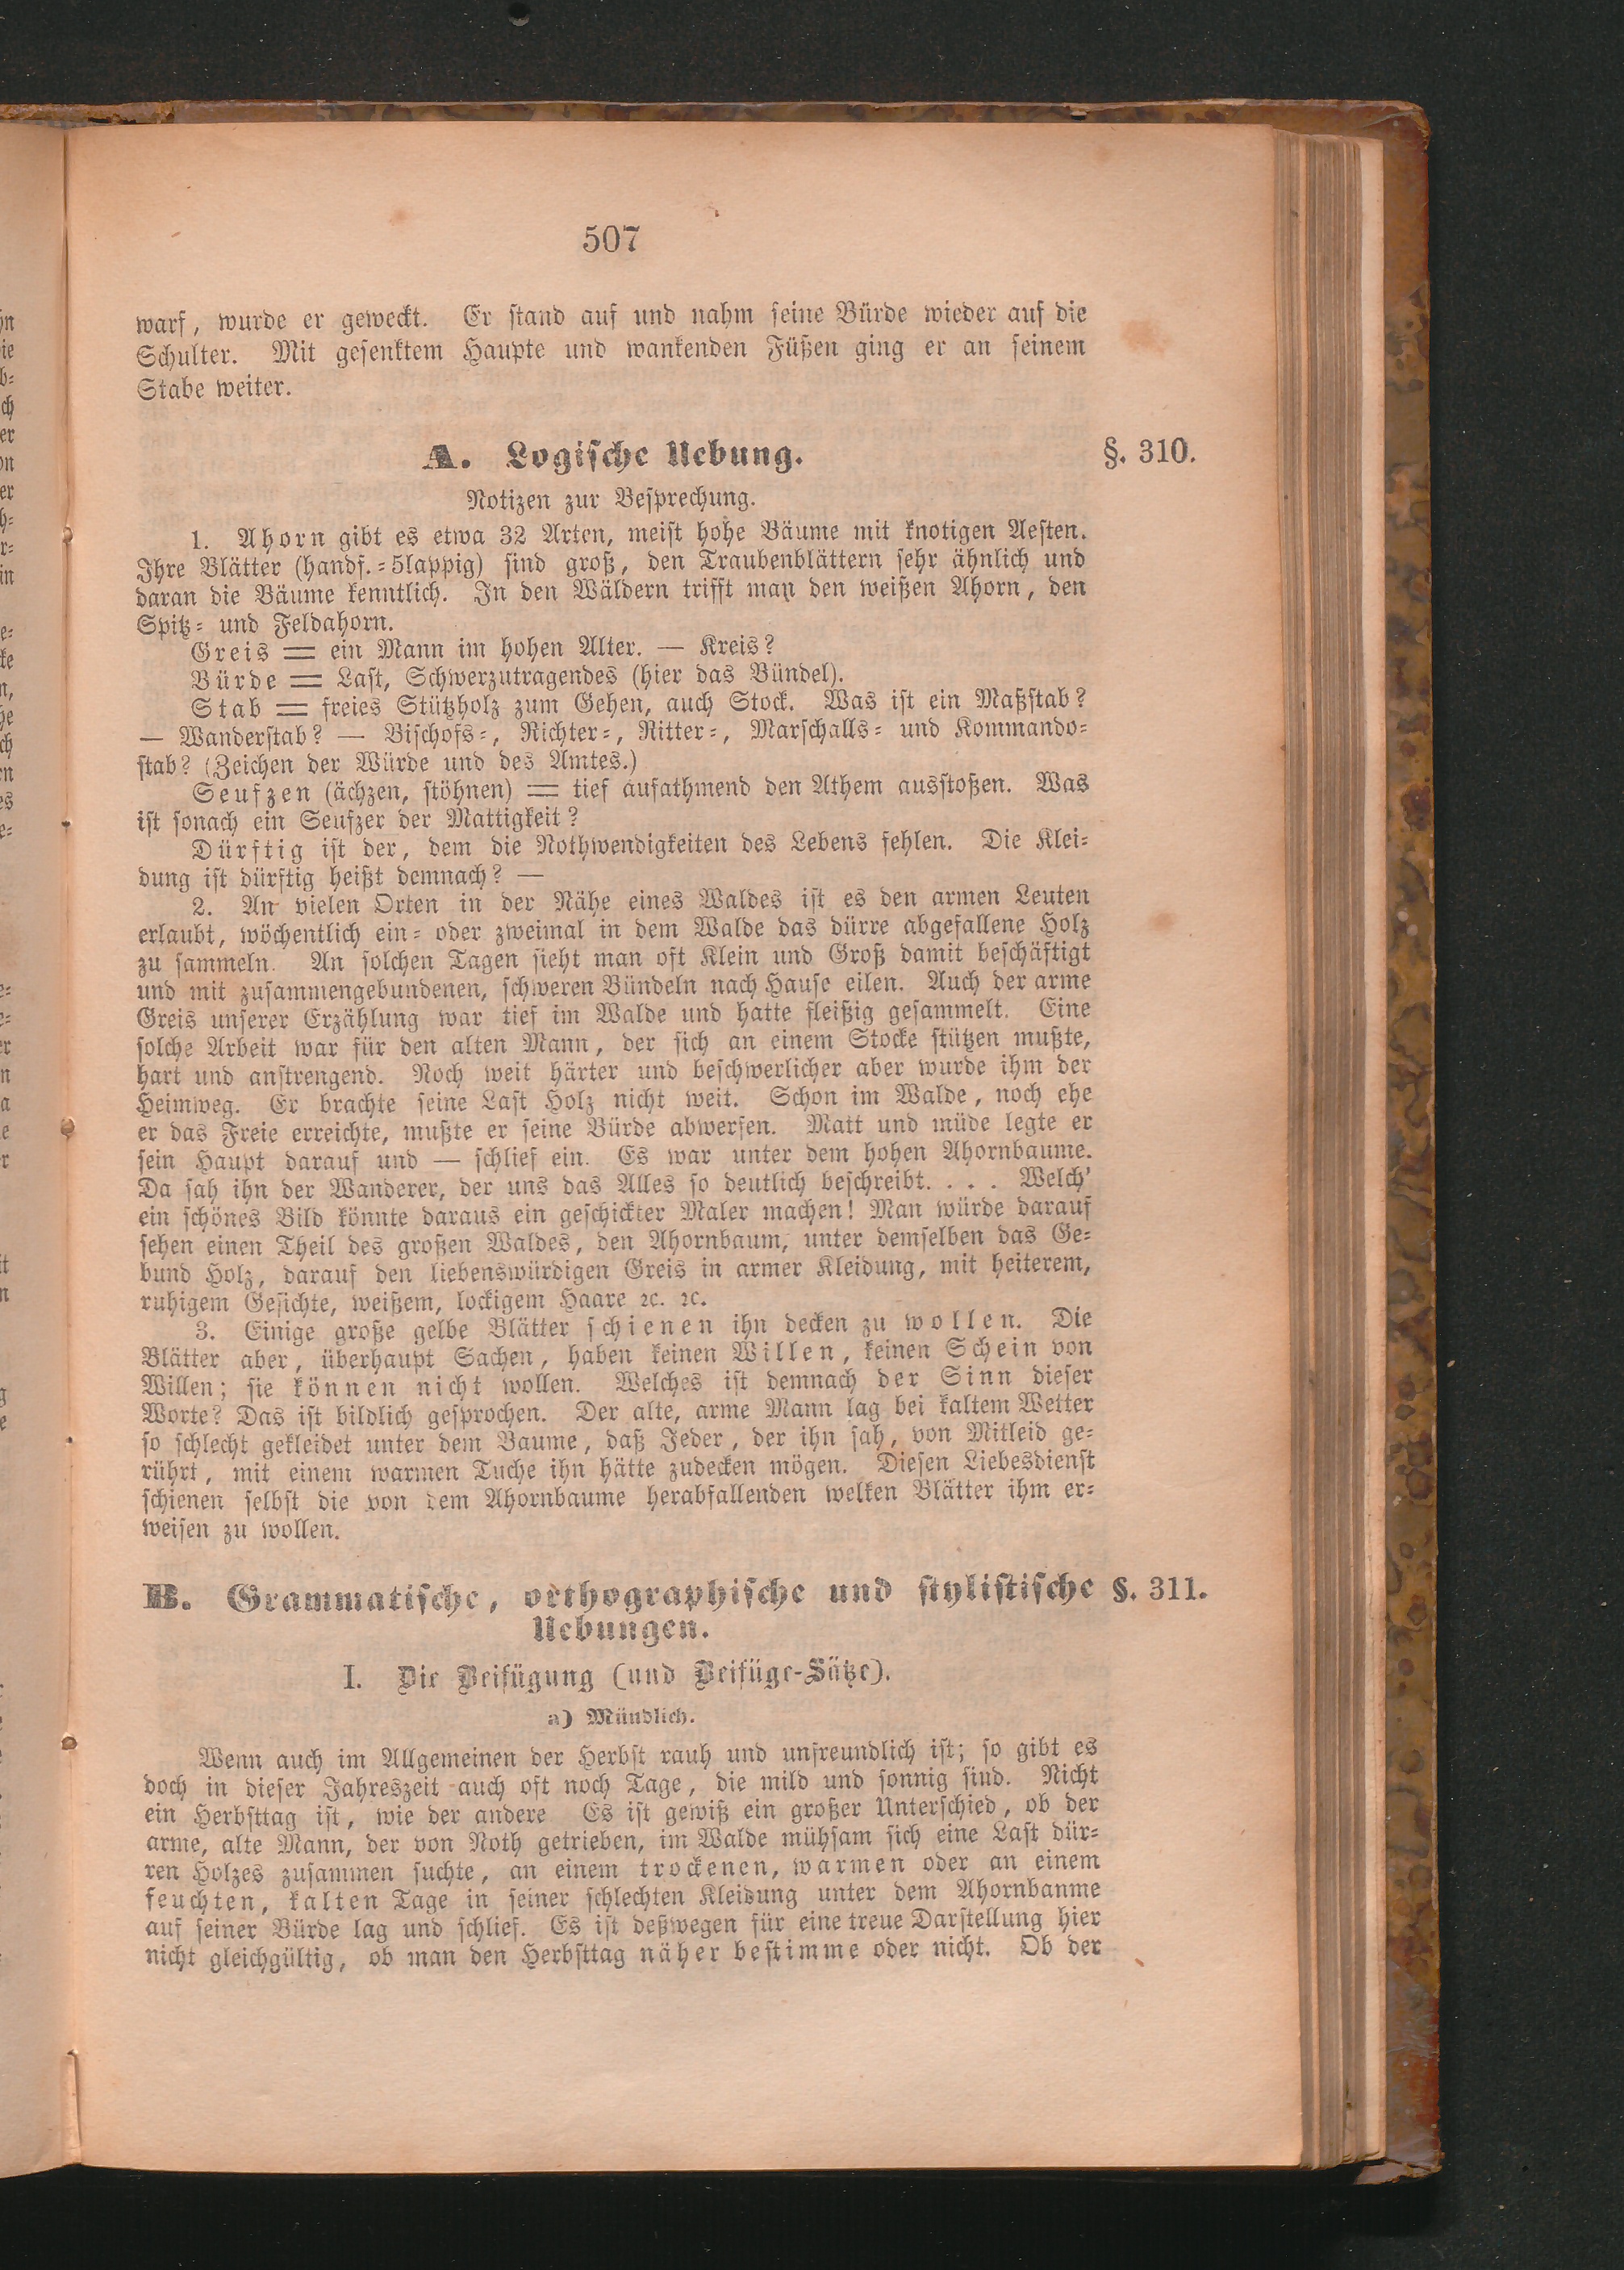 507
warf, wurde er geweckt. Er stand auf und nahm seine Bürde wieder auf die
Schulter. Mit gesenktem Haupte und wankenden Füßen ging er an seinem
Stabe weiter.
A. Logische Uebung. §. 310.
Notizen zur Besprechung.
1. Ahorn gibt es etwa 32 Arten, meist hohe Bäume mit knotigen Aesten.
Ihre Blätter (handf.-5lappig) sind groß, den Traubenblättern sehr ähnlich und
daran die Bäume kenntlich. In den Wäldern trifft man den weißen Ahorn, den
Spitz- und Feldahorn.
Greis = ein Mann im hohen Alter. — Kreis?
Bürde = Last, Schwerzutragendes (hier das Bündel).
Stab = freies Stützholz zum Gehen, auch Stock. Was ist ein Maßstab?
— Wanderstab? — Bischofs-, Richter-, Ritter-, Marschalls- und Kommando-
stab? (Zeichen der Würde und des Amtes.)
Seufzen (ächzen, stöhnen) = tief aufathmend den Athem ausstoßen. Was
ist sonach ein Seufzer der Mattigkeit?
Dürftig ist der, dem die Nothwendigkeiten des Lebens fehlen. Die Klei-
dung ist dürftig heißt demnach? —
2. An vielen Orten in der Nähe eines Waldes ist es den armen Leuten
erlaubt, wöchentlich ein- oder zweimal in dem Walde das dürre abgefallene Holz
zu sammeln. An solchen Tagen sieht man oft Klein und Groß damit beschäftigt
und mit zusammengebundenen, schweren Bündeln nach Hause eilen. Auch der arme
Greis unserer Erzählung war tief im Walde und hatte fleißig gesammelt. Eine
solche Arbeit war für den alten Mann, der sich an einem Stocke stützen mußte,
hart und anstrengend. Noch weit härter und beschwerlicher aber wurde ihm der
Heimweg. Er brachte seine Last Holz nicht weit. Schon im Walde, noch ehe
er das Freie erreichte, mußte er seine Bürde abwerfen. Matt und müde legte er
sein Haupt darauf und — schlief ein. Es war unter dem hohen Ahornbaume.
Da sah ihn der Wanderer, der uns das Alles so deutlich beschreibt. . . . Welch'
ein schönes Bild könnte daraus ein geschickter Maler machen! Man würde darauf
sehen einen Theil des großen Waldes, den Ahornbaum, unter demselben das Ge-
bund Holz, darauf den liebenswürdigen Greis in armer Kleidung, mit heiterem,
ruhigem Gesichte, weißem, lockigem Haare ꝛc. ꝛc.
3. Einige große gelbe Blätter schienen ihn decken zu wollen. Die
Blätter aber, überhaupt Sachen, haben keinen Willen, keinen Schein von
Willen; sie können nicht wollen. Welches ist demnach der Sinn dieser
Worte? Das ist bildlich gesprochen. Der alte, arme Mann lag bei kaltem Wetter
so schlecht gekleidet unter dem Baume, daß Jeder, der ihn sah, von Mitleid ge-
rührt, mit einem warmen Tuche ihn hätte zudecken mögen. Diesen Liebesdienst
schienen selbst die von dem Ahornbaume herabfallenden welken Blätter ihm er-
weisen zu wollen.
B. Grammatische, orthographische und stylistische §. 311.
Uebungen.
I. Die Beifügung (und Beifüge-Sätze).
a) Mündlich.
Wenn auch im Allgemeinen der Herbst rauh und unfreundlich ist; so gibt es
doch in dieser Jahreszeit auch oft noch Tage, die mild und sonnig sind. Nicht
ein Herbsttag ist, wie der andere Es ist gewiß ein großer Unterschied, ob der
arme, alte Mann, der von Noth getrieben, im Walde mühsam sich eine Last dür-
ren Holzes zusammen suchte, an einem trockenen, warmen oder an einem
feuchten, kalten Tage in seiner schlechten Kleidung unter dem Ahornbanme
auf seiner Bürde lag und schlief. Es ist deßwegen für eine treue Darstellung hier
nicht gleichgültig, ob man den Herbsttag näher bestimme oder nicht. Ob der